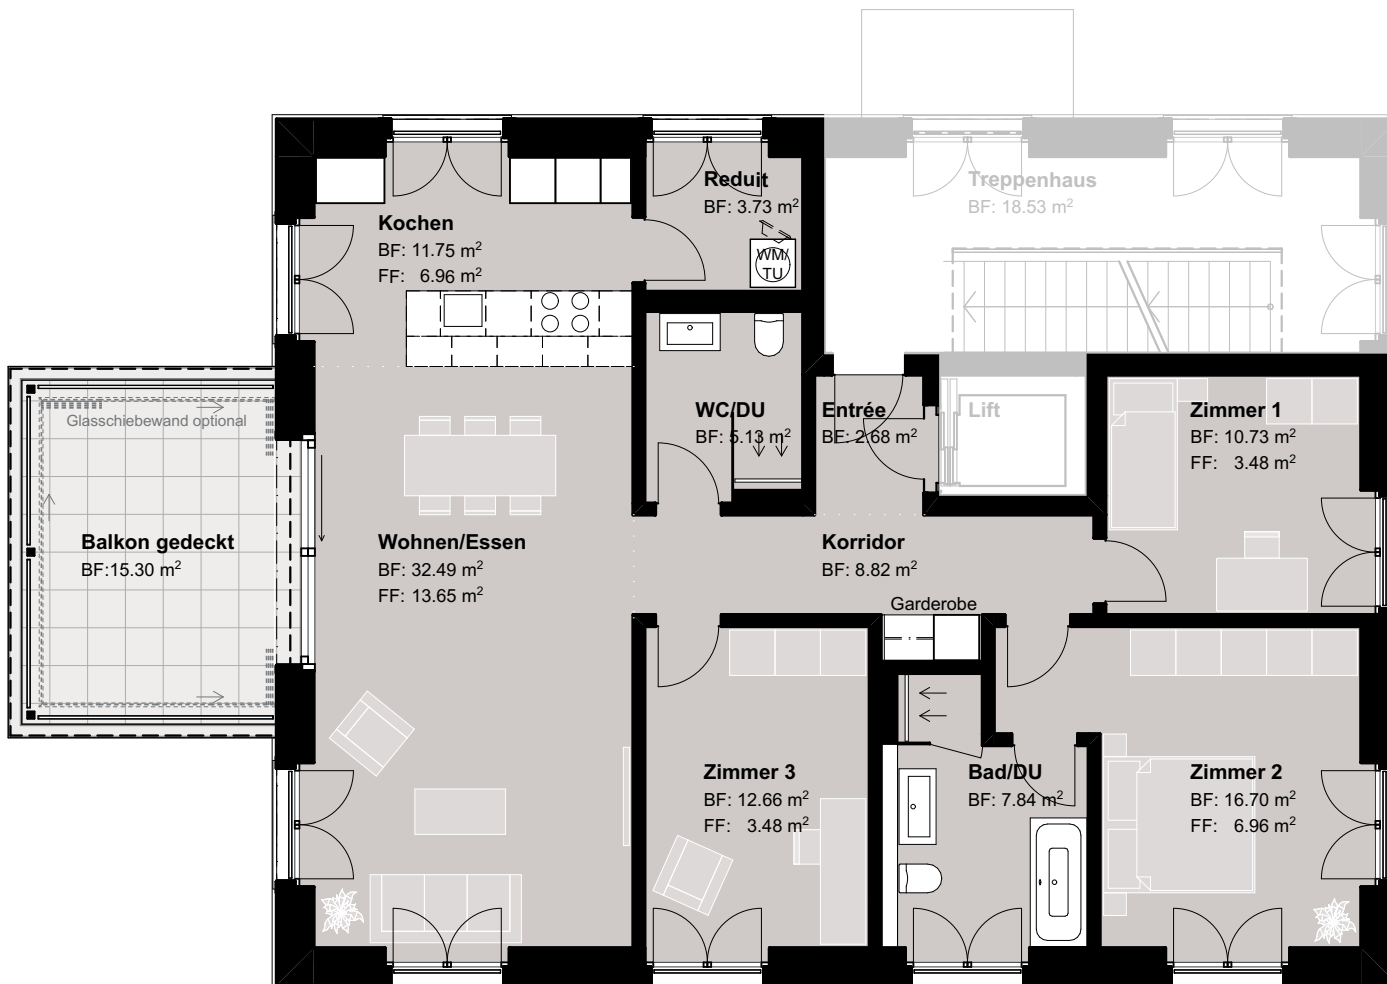 Reduit
BF: 3.73 m²
WM/
TU
Treppenhaus
BF: 18.53 m²
Kochen
BF: 11.75 m²
FF: 6.96 m²
Glasschiebewand optional
WC/DU
BF: 5.13 m²
Entrée
BF: 2.68 m²
Lift
Zimmer 1
BF: 10.73 m²
FF: 3.48 m²
Balkon gedeckt
BF:15.30 m²
Wohnen/Essen
BF: 32.49 m²
FF: 13.65 m²
Korridor
BF: 8.82 m²
Garderobe
Zimmer 3
BF: 12.66 m²
FF: 3.48 m²
Bad/DU
BF: 7.84 m²
Zimmer 2
BF: 16.70 m²
FF: 6.96 m²